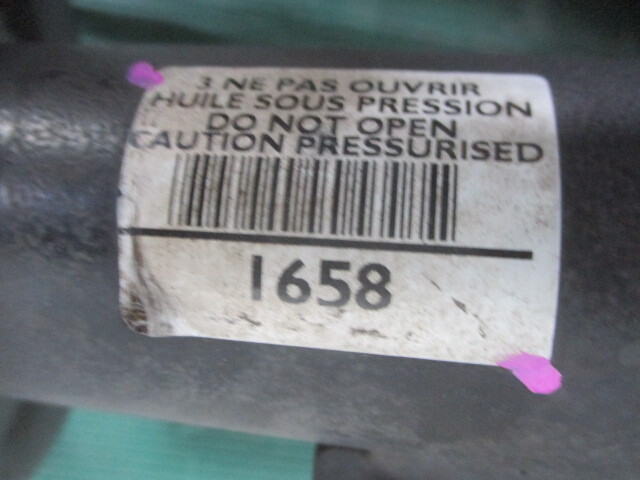 3 NE PAS OUVRIR
HUILE SOUS PRESSION
DO NOT OPEN
CAUTION PRESSURISED
1658